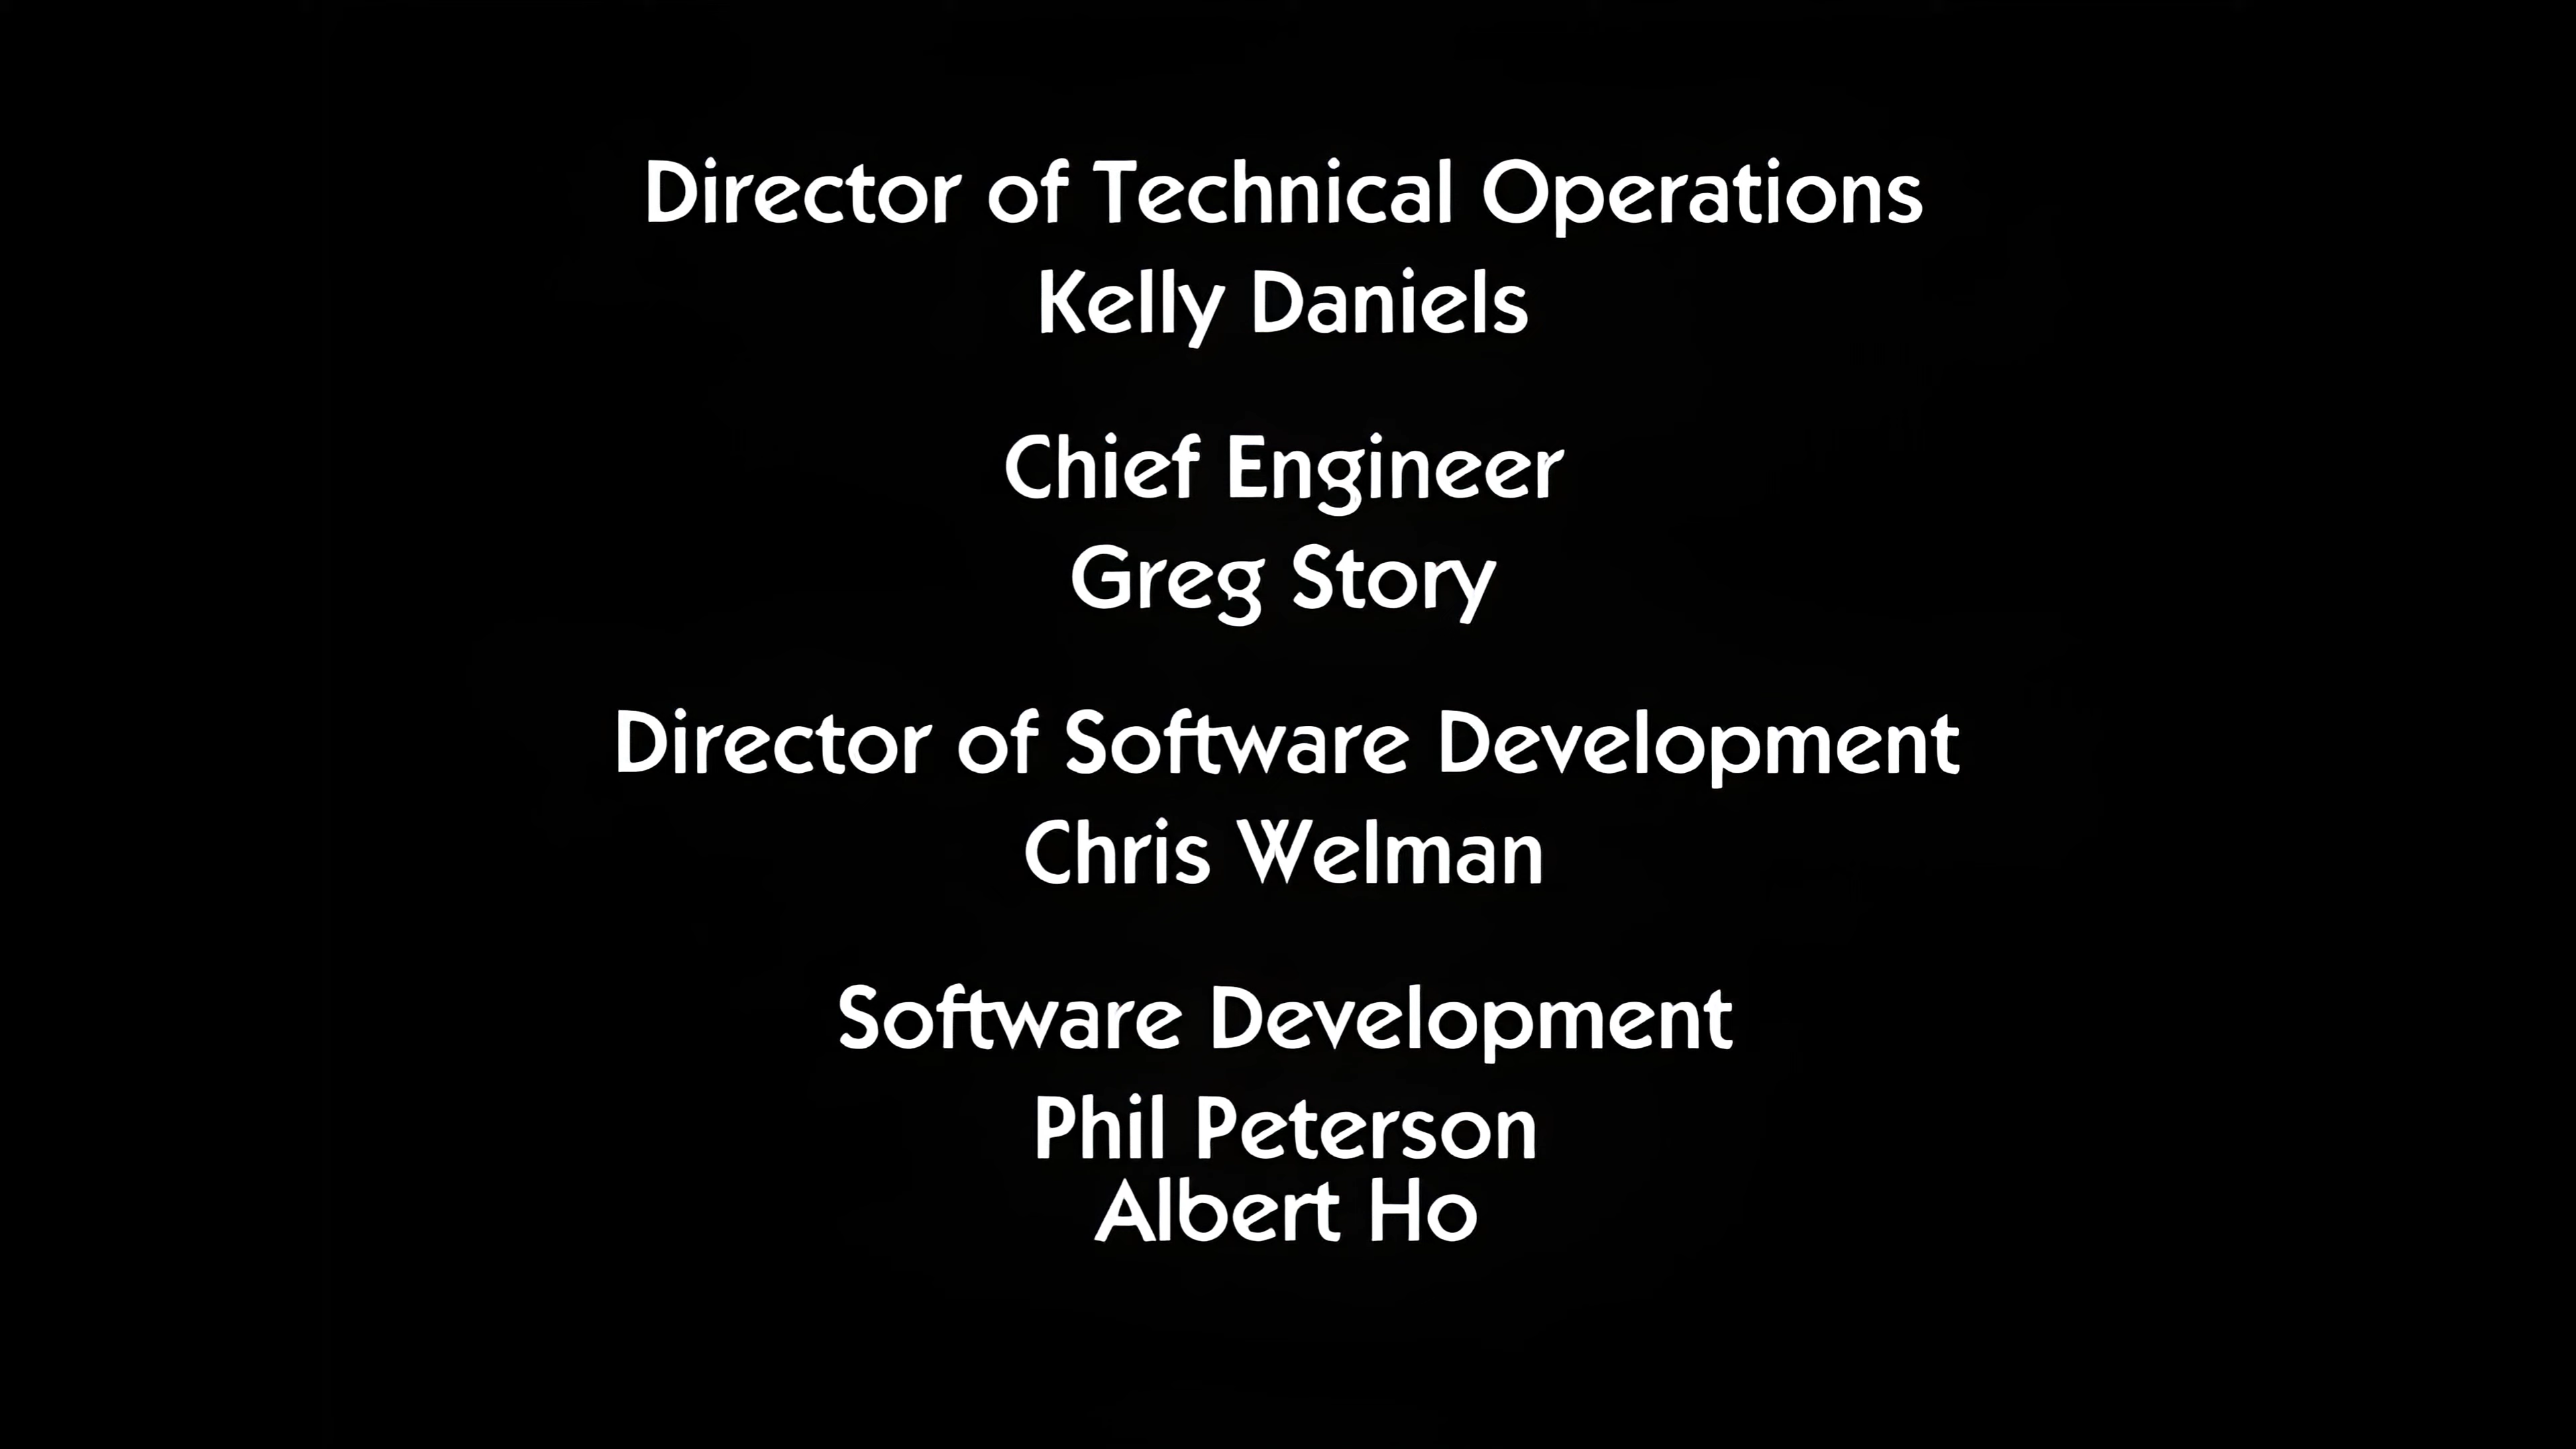 Director of Technical Operations
Kelly Daniels
Chief Engineer
Greg Story
Director of Software Development
Chris Welman
Software Development
Phil Peterson
Albert Ho